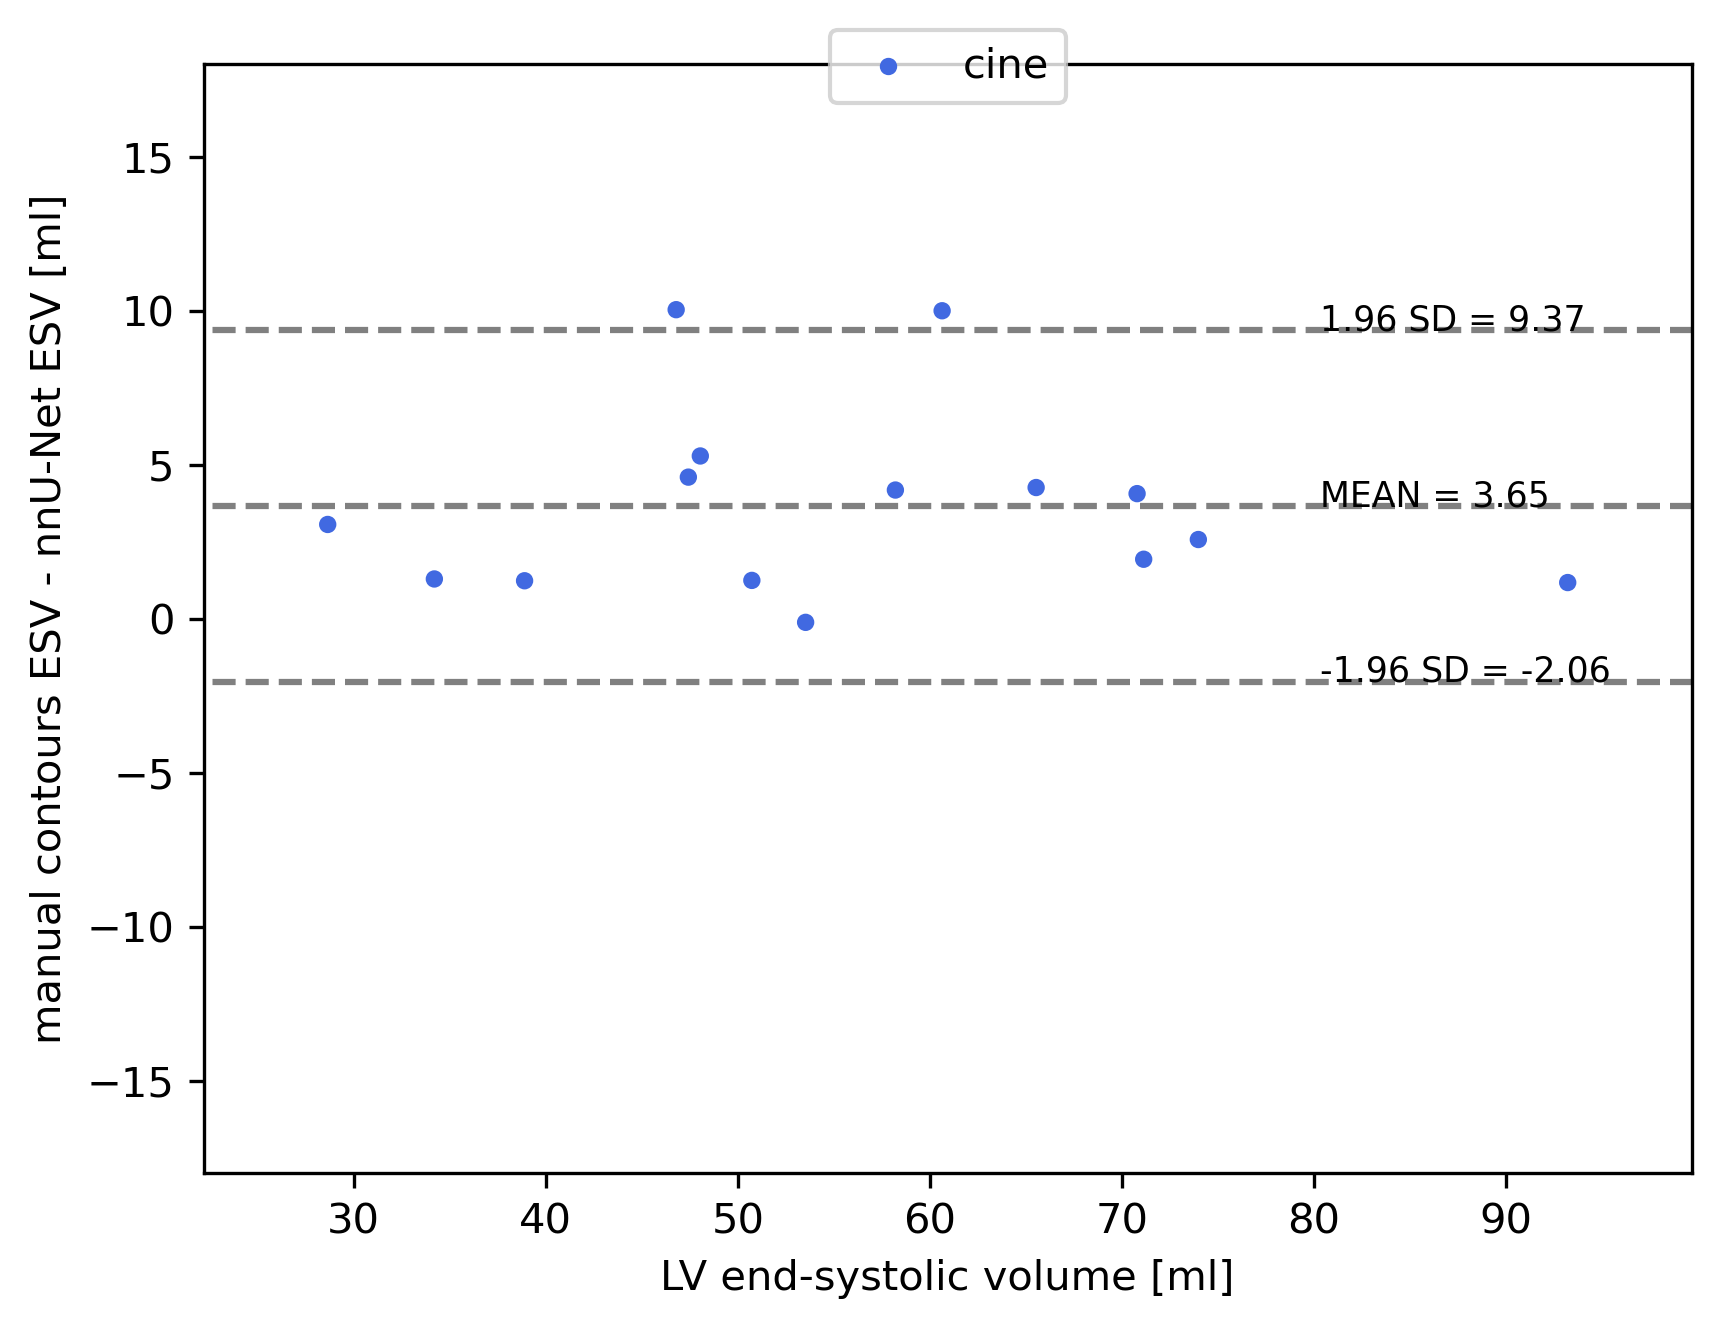 cine
manual contours ESV - nnU-Net ESV [ml]
15
10
5
0
−5
−10
−15
1.96 SD = 9.37
MEAN = 3.65
-1.96 SD = -2.06
30 40 50 60 70 80 90
LV end-systolic volume [ml]